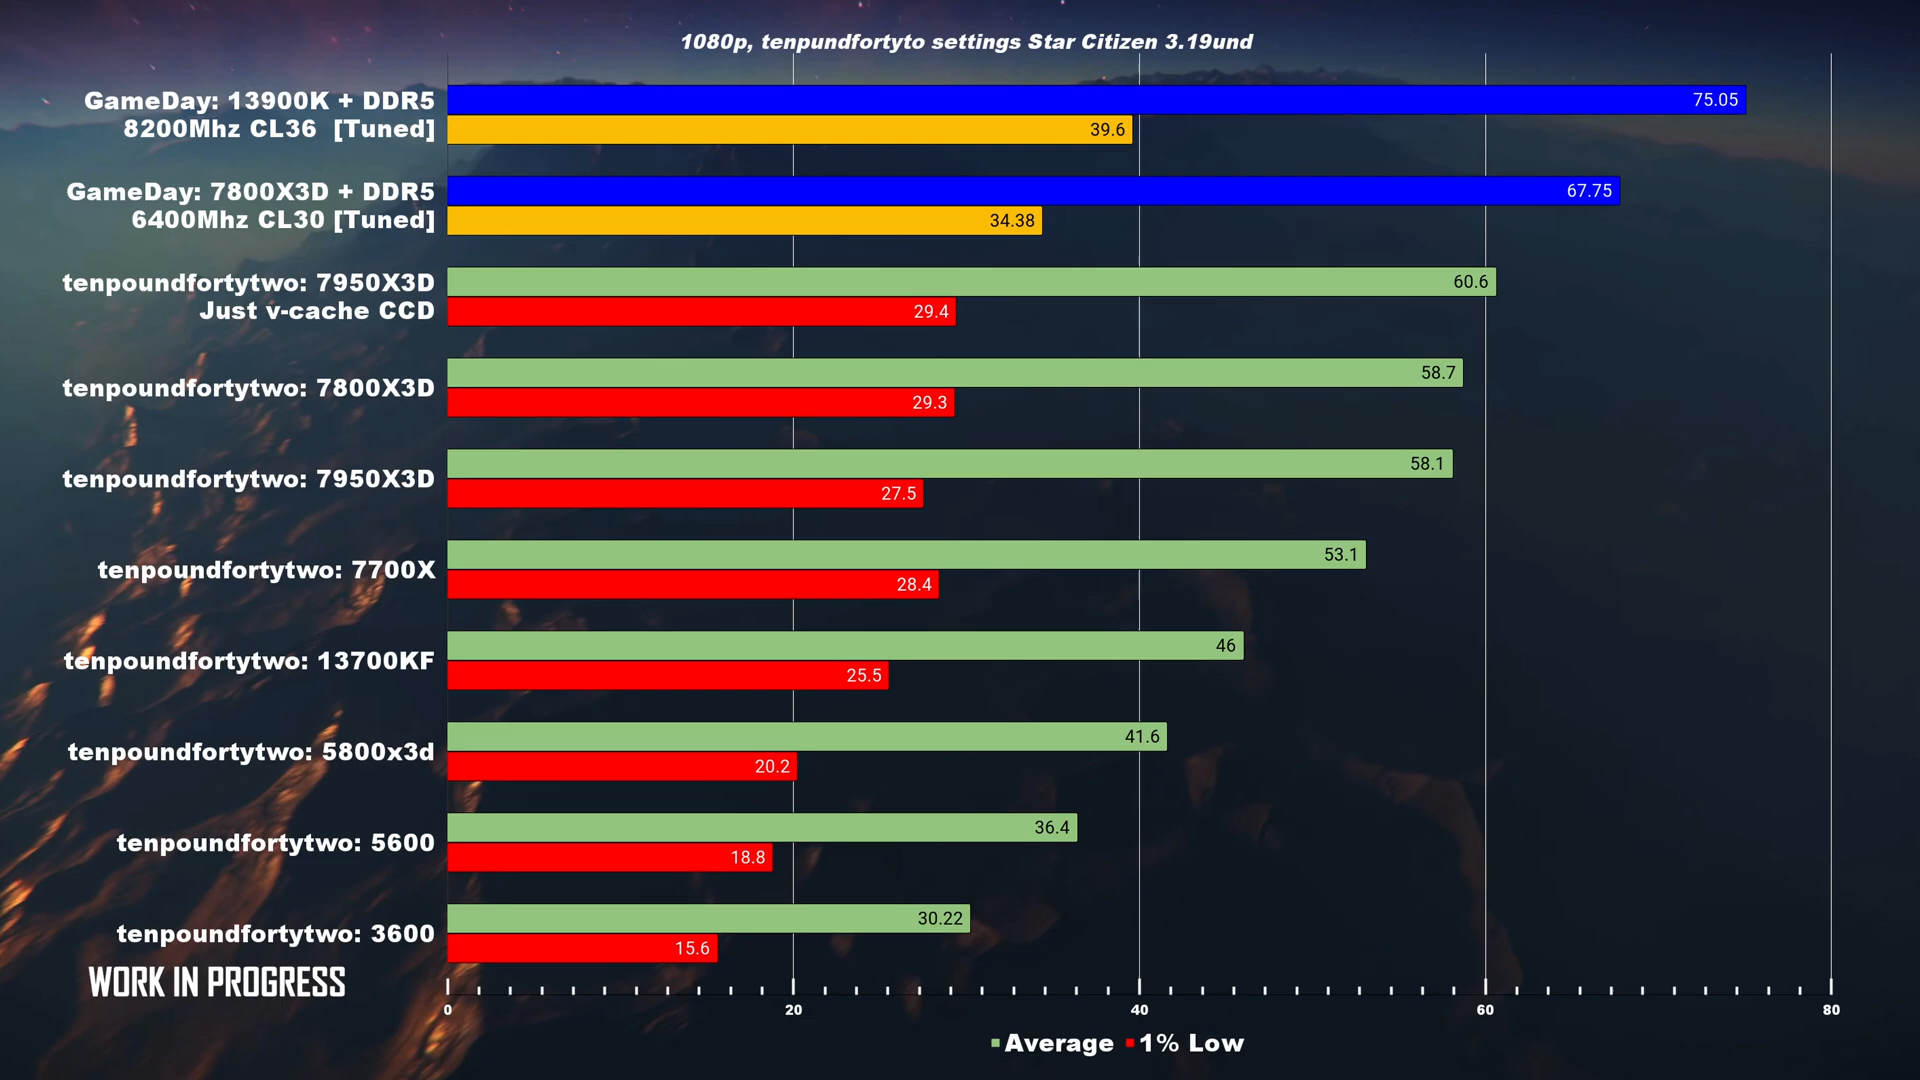 1080p, tenpundfortyto settings Star Citizen 3.19und
GameDay: 13900K + DDR5
8200Mhz CL36 [Tuned]
75.05
39.6
GameDay: 7800X3D + DDR5
6400Mhz CL30 [Tuned]
67.75
34.38
tenpoundfortytwo: 7950X3D
Just v-cache CCD
60.6
29.4
tenpoundfortytwo: 7800X3D
58.7
29.3
tenpoundfortytwo: 7950X3D
58.1
27.5
tenpoundfortytwo: 7700X
53.1
28.4
tenpoundfortytwo: 13700KF
46
25.5
tenpoundfortytwo: 5800x3d
41.6
20.2
tenpoundfortytwo: 5600
36.4
18.8
tenpoundfortytwo: 3600
30.22
15.6
WORK IN PROGRESS
0 20 40 60 80
Average 1% Low